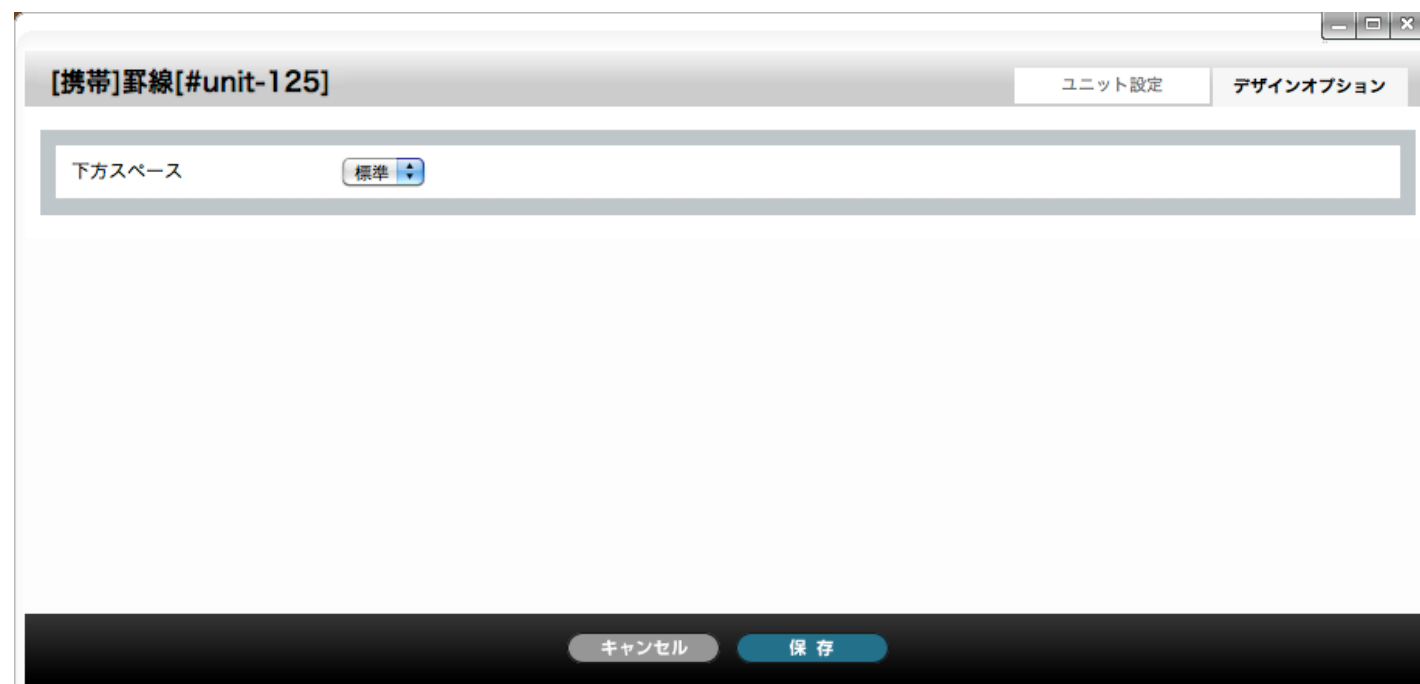 [携帯]罫線[#unit-125]
ユニット設定
デザインオプション
下方スペース
標準
キャンセル
保存